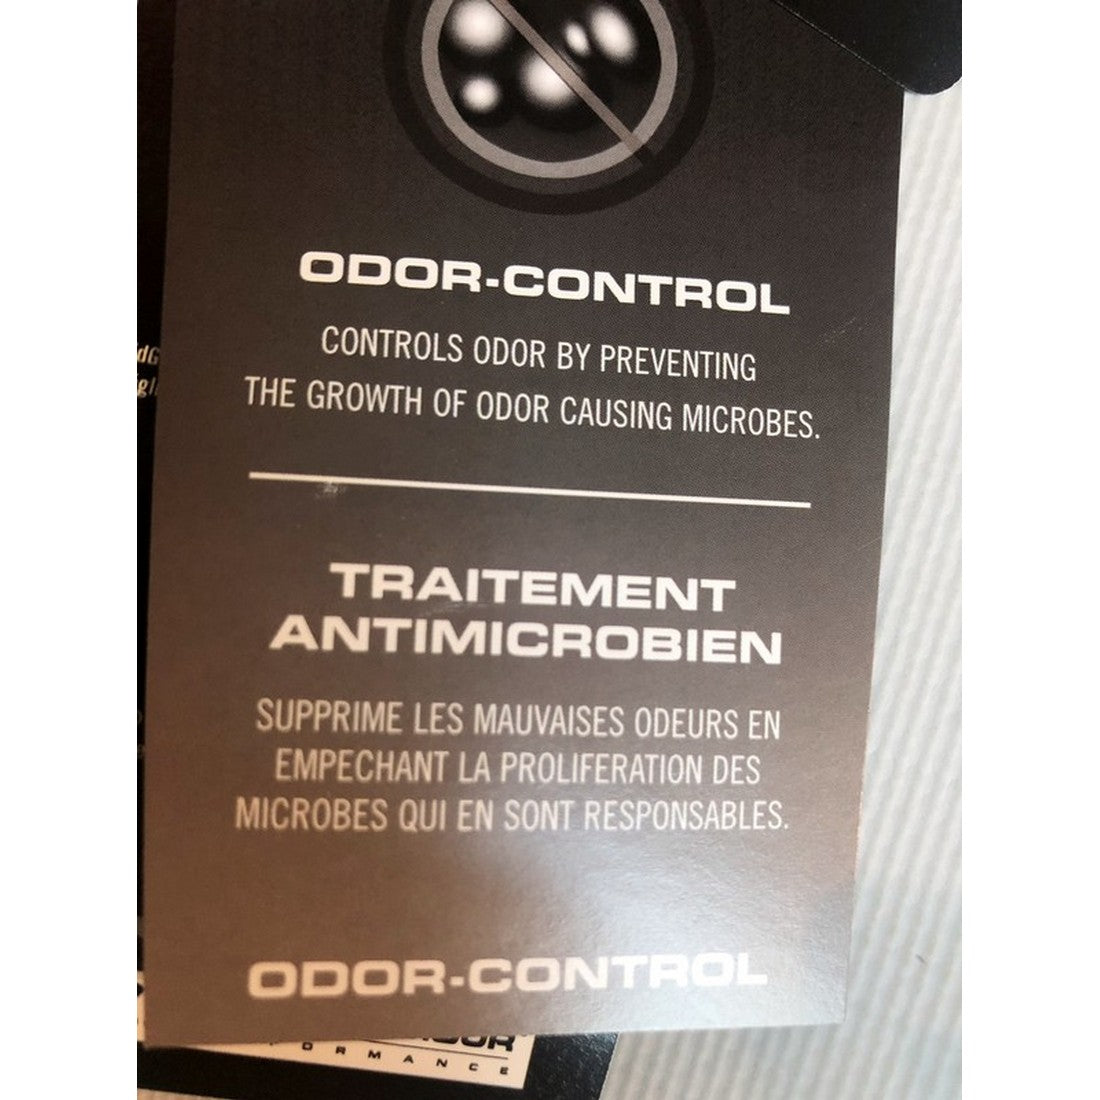 ODOR-CONTROL
CONTROLS ODOR BY PREVENTING
THE GROWTH OF ODOR CAUSING MICROBES.
TRAITEMENT
ANTIMICROBIEN
SUPPRIME LES MAUVAISES ODEURS EN
EMPECHANT LA PROLIFERATION DES
MICROBES QUI EN SONT RESPONSABLES.
ODOR-CONTROL